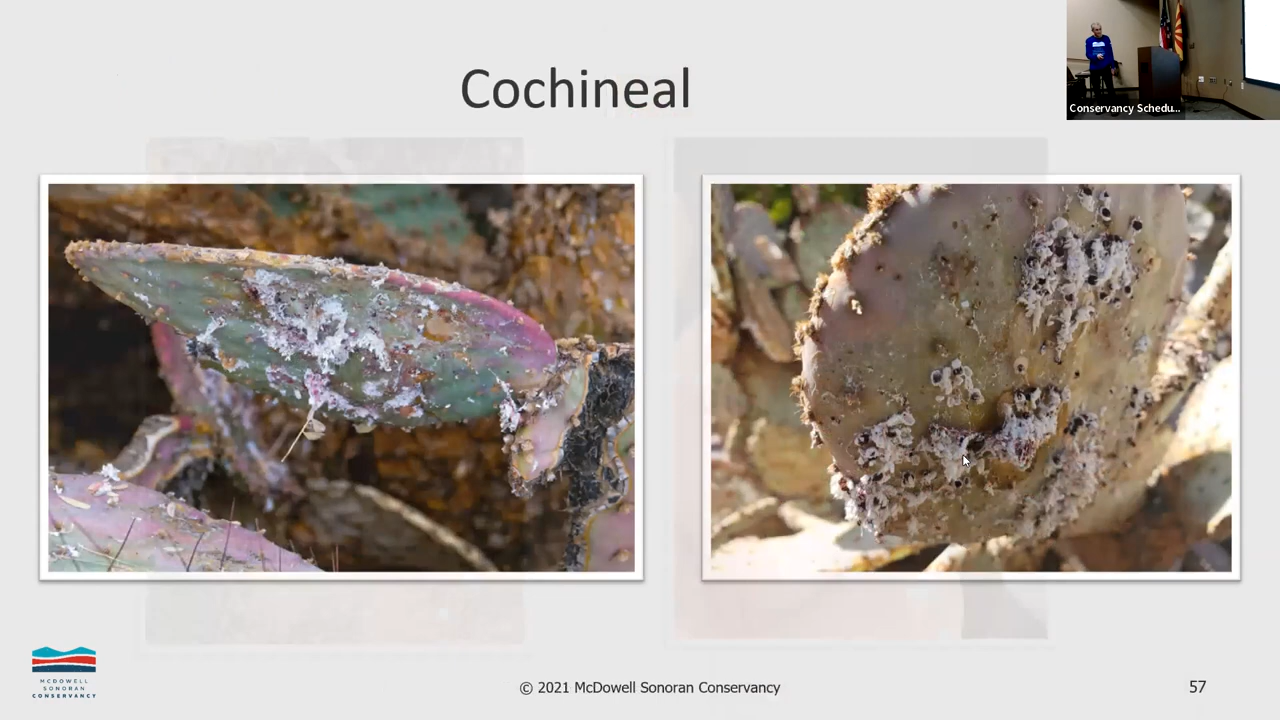 Cochineal
Conservancy Schedu...
MCDOWELL
SONORAN
CONSERVANCY
© 2021 McDowell Sonoran Conservancy
57